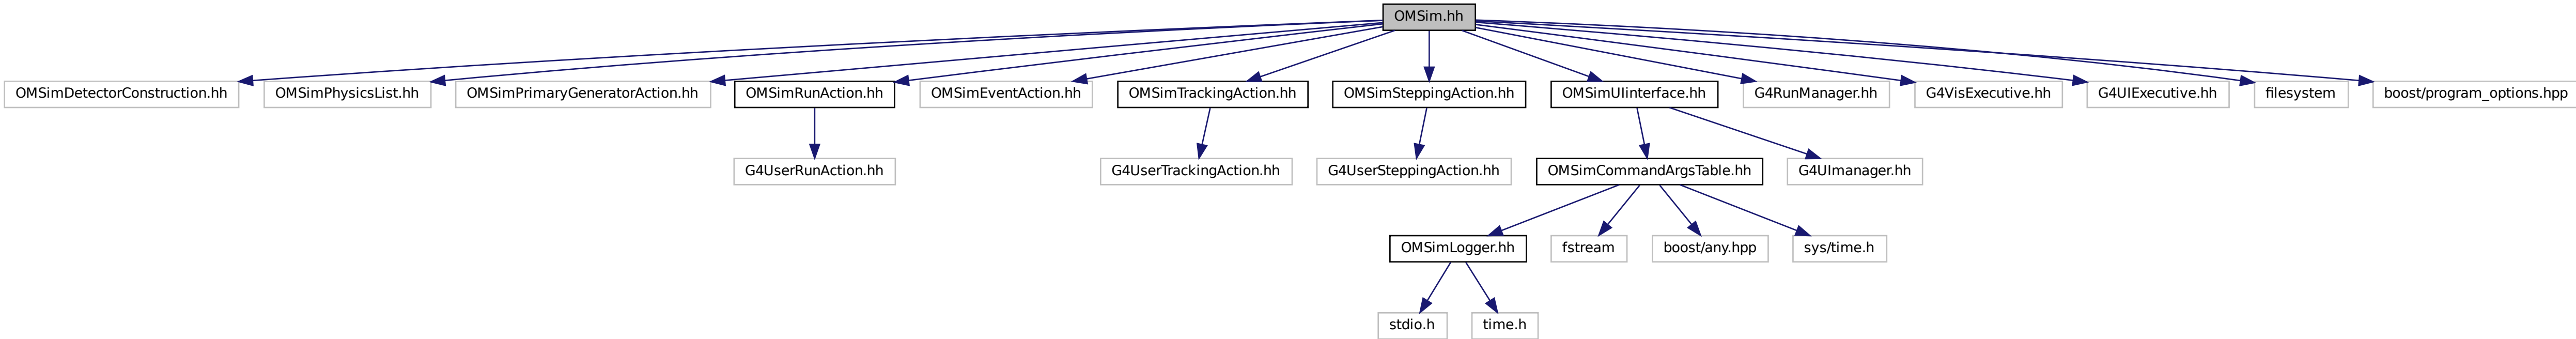 OMSim.hh
OMSimDetectorConstruction.hh
OMSimPhysicsList.hh
OMSimPrimaryGeneratorAction.hh
OMSimRunAction.hh
OMSimEventAction.hh
OMSimTrackingAction.hh
OMSimSteppingAction.hh
OMSimUIinterface.hh
G4RunManager.hh
G4VisExecutive.hh
G4UIExecutive.hh
filesystem
boost/program_options.hpp
G4UserRunAction.hh
G4UserTrackingAction.hh
G4UserSteppingAction.hh
OMSimCommandArgsTable.hh
G4UImanager.hh
OMSimLogger.hh
fstream
boost/any.hpp
sys/time.h
stdio.h
time.h